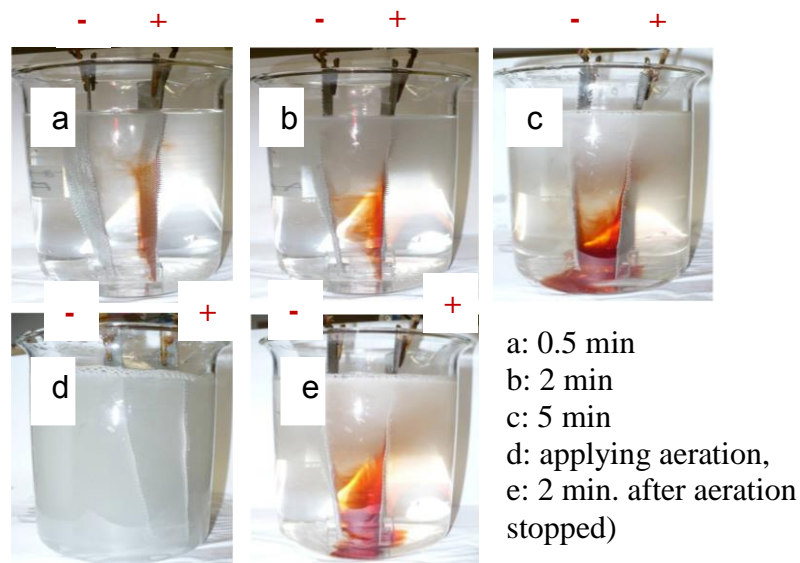 - + - + - +
a b c
- + - +
d e
a: 0.5 min
b: 2 min
c: 5 min
d: applying aeration,
e: 2 min. after aeration
stopped)